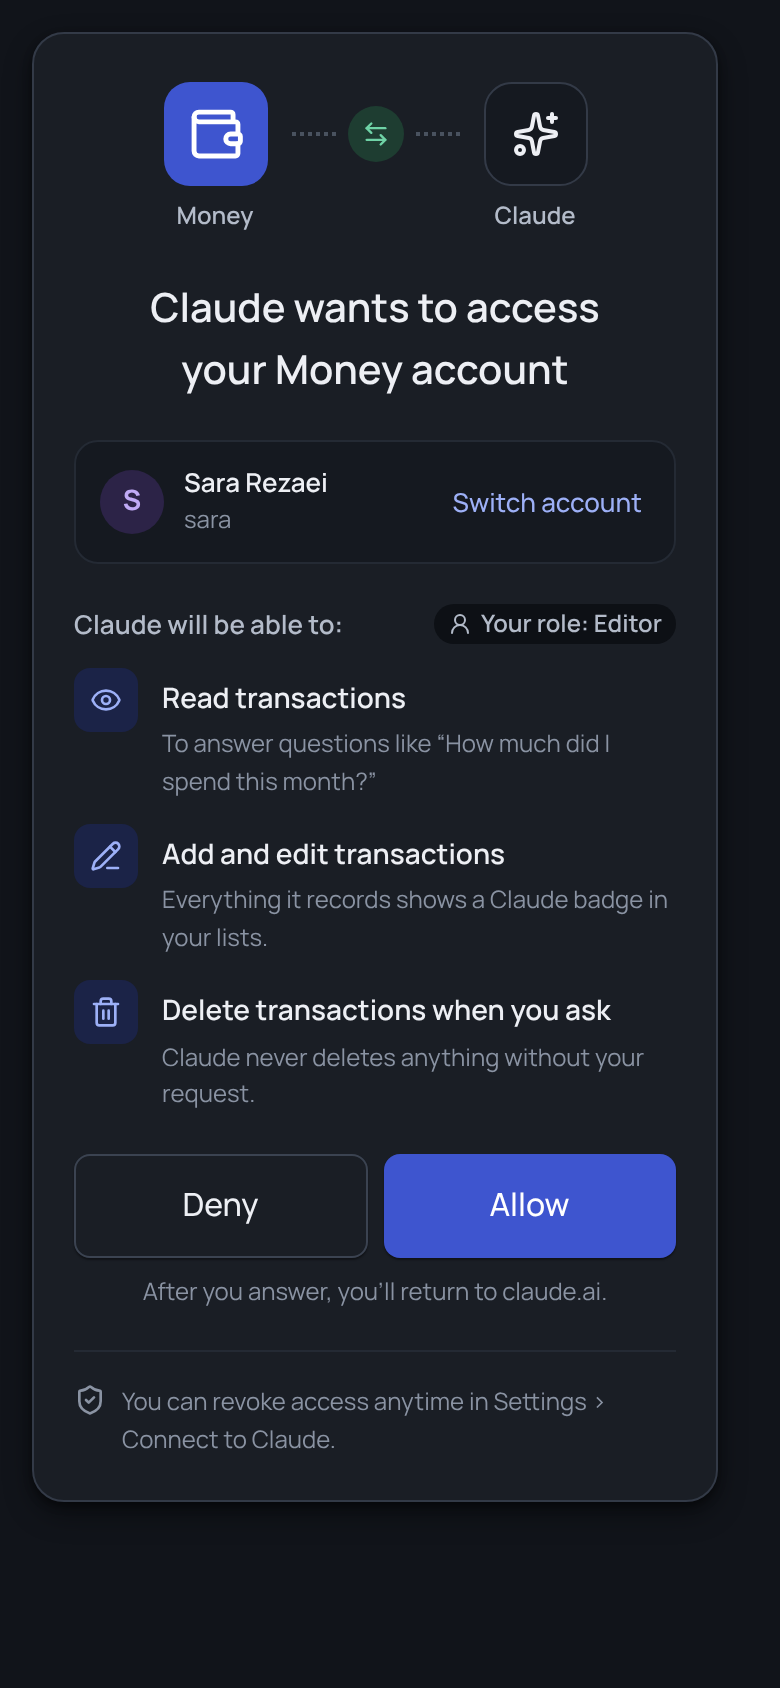 Money
Claude
Claude wants to access
your Money account
S
Sara Rezaei
sara
Switch account
Claude will be able to:
Your role: Editor
Read transactions
To answer questions like “How much did I
spend this month?”
Add and edit transactions
Everything it records shows a Claude badge in
your lists.
Delete transactions when you ask
Claude never deletes anything without your
request.
Deny
Allow
After you answer, you’ll return to claude.ai.
You can revoke access anytime in Settings ›
Connect to Claude.